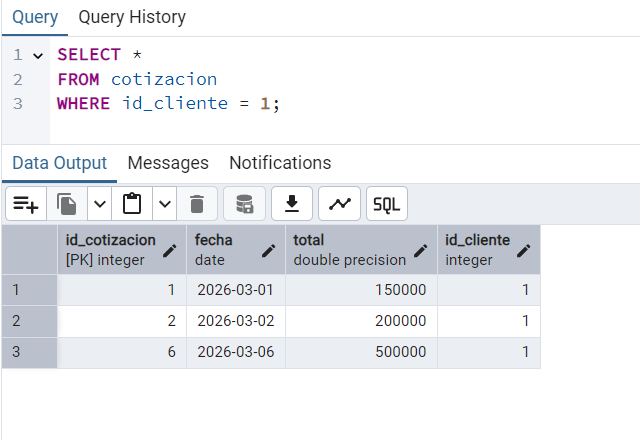 Query Query History
1 SELECT *
2 FROM cotizacion
3 WHERE id_cliente = 1;
Data Output Messages Notifications
SQL
id_cotizacion fecha total id_cliente
[PK] integer date double precision integer
1 1 2026-03-01 150000 1
2 2 2026-03-02 200000 1
3 6 2026-03-06 500000 1